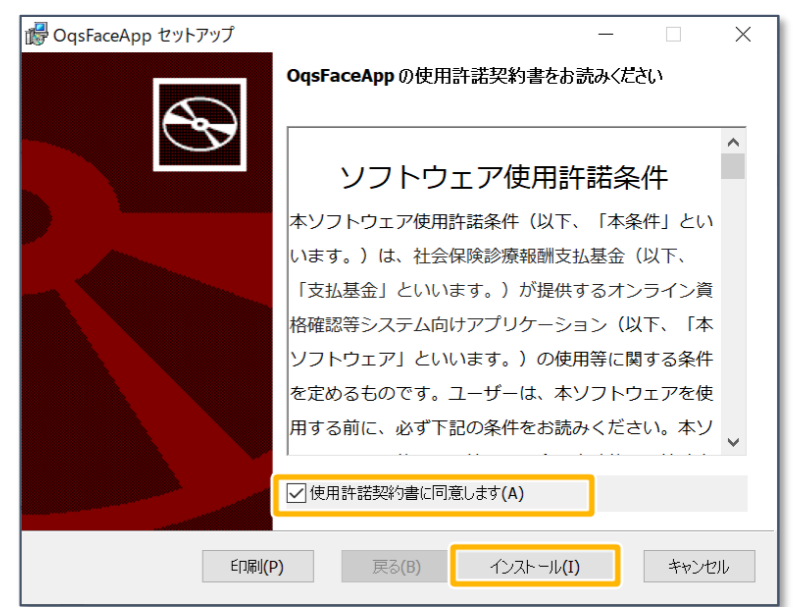 OqsFaceApp セットアップ
OqsFaceApp の使用許諾契約書をお読みください
ソフトウェア使用許諾条件
本ソフトウェア使用許諾条件（以下、「本条件」とい
います。）は、社会保険診療報酬支払基金（以下、
「支払基金」といいます。）が提供するオンライン資
格確認等システム向けアプリケーション（以下、「本
ソフトウェア」といいます。）の使用等に関する条件
を定めるものです。ユーザーは、本ソフトウェアを使
用する前に、必ず下記の条件をお読みください。本ソ
使用許諾契約書に同意します(A)
印刷(P)
戻る(B)
インストール(I)
キャンセル